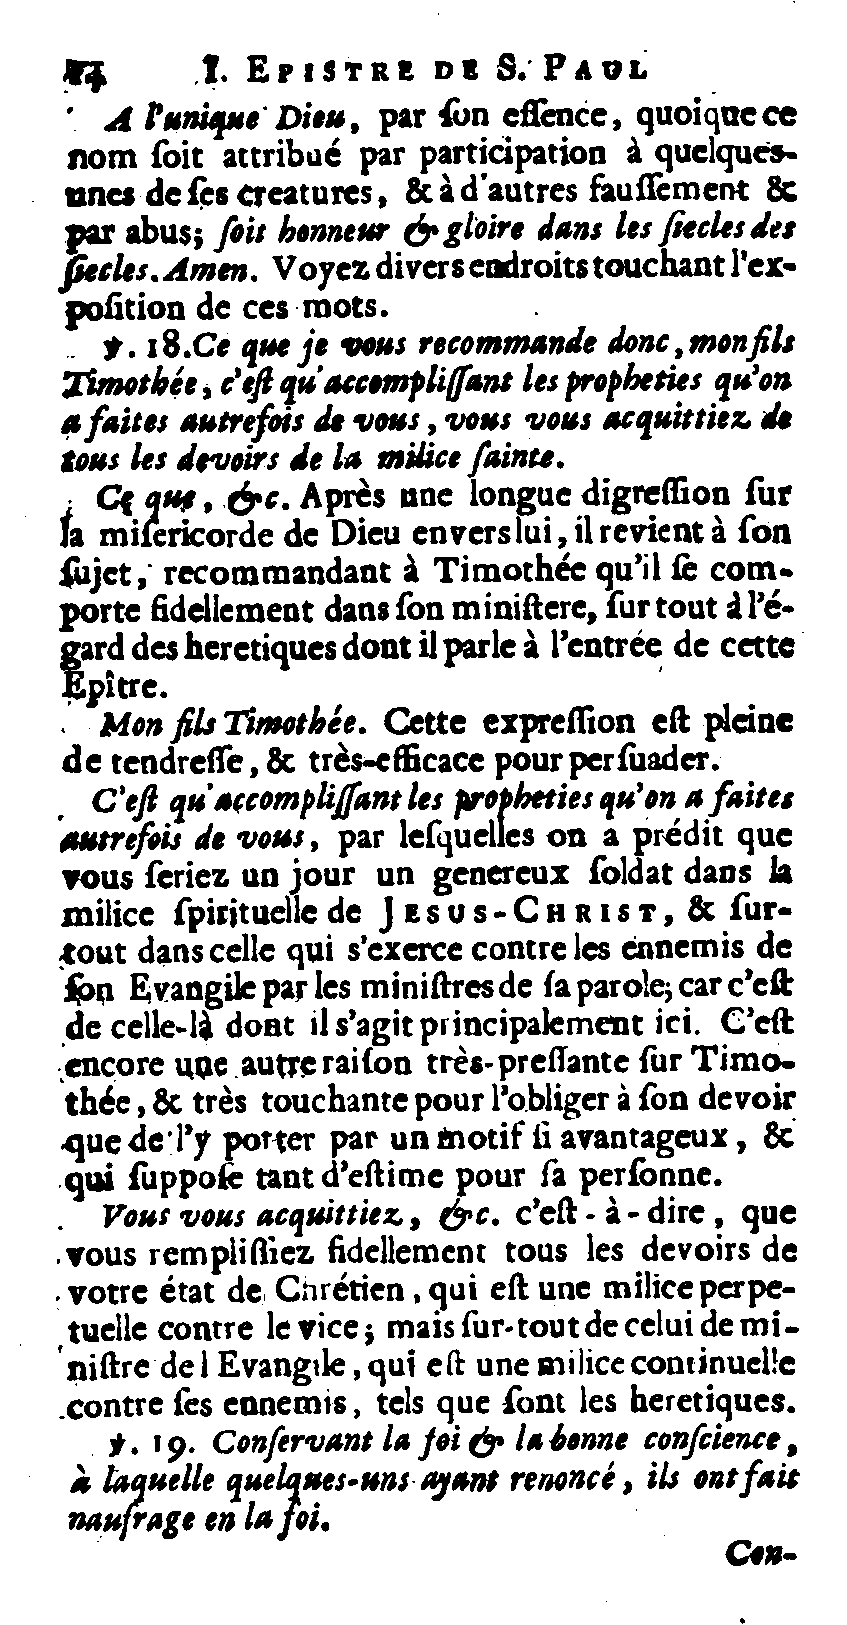 I. EPISTRE DE S. PAUL
A l'unique Dieu, par ſon eſſence, quoique ce
nom ſoit attribué par participation à quelques-
unes de ſes creatures, & à d'autres fauſſement &
par abus; ſoit honneur & gloire dans les ſiecles des
ſiecles. Amen. Voyez divers endroits touchant l'ex-
poſition de ces mots.
℣. 18. Ce que je vous recommande donc, mon fils
Timothée, c'eſt qu'accompliſſant les propheties qu'on
a faites autrefois de vous, vous vous acquittiez de
tous les devoirs de la milice ſainte.
Ce que, &c. Après une longue digreſſion ſur
la miſericorde de Dieu envers lui, il revient à ſon
ſujet, recommandant à Timothée qu'il ſe com-
porte fidellement dans ſon miniſtere, ſur tout à l'é-
gard des heretiques dont il parle à l'entrée de cette
Epître.
Mon fils Timothée. Cette expreſſion eſt pleine
de tendreſſe, & très-efficace pour perſuader.
C'eſt qu'accompliſſant les propheties qu'on a faites
autrefois de vous, par leſquelles on a prédit que
vous ſeriez un jour un genereux ſoldat dans la
milice ſpirituelle de JESUS-CHRIST, & ſur-
tout dans celle qui s'exerce contre les ennemis de
ſon Evangile par les miniſtres de ſa parole; car c'eſt
de celle-là dont il s'agit principalement ici. C'eſt
encore une autre raiſon très-preſſante ſur Timo-
thée, & très touchante pour l'obliger à ſon devoir
que de l'y porter par un motif ſi avantageux, &
qui ſuppoſe tant d'eſtime pour ſa perſonne.
Vous vous acquittiez, &c. c'eſt-à-dire, que
vous rempliſſiez fidellement tous les devoirs de
votre état de Chrétien, qui eſt une milice perpe-
tuelle contre le vice; mais ſur-tout de celui de mi-
niſtre de l Evangile, qui eſt une milice continuelle
contre ſes ennemis, tels que ſont les heretiques.
℣. 19. Conſervant la foi & la bonne conſcience,
à laquelle quelques-uns ayant renoncé, ils ont fait
naufrage en la foi.
Con-